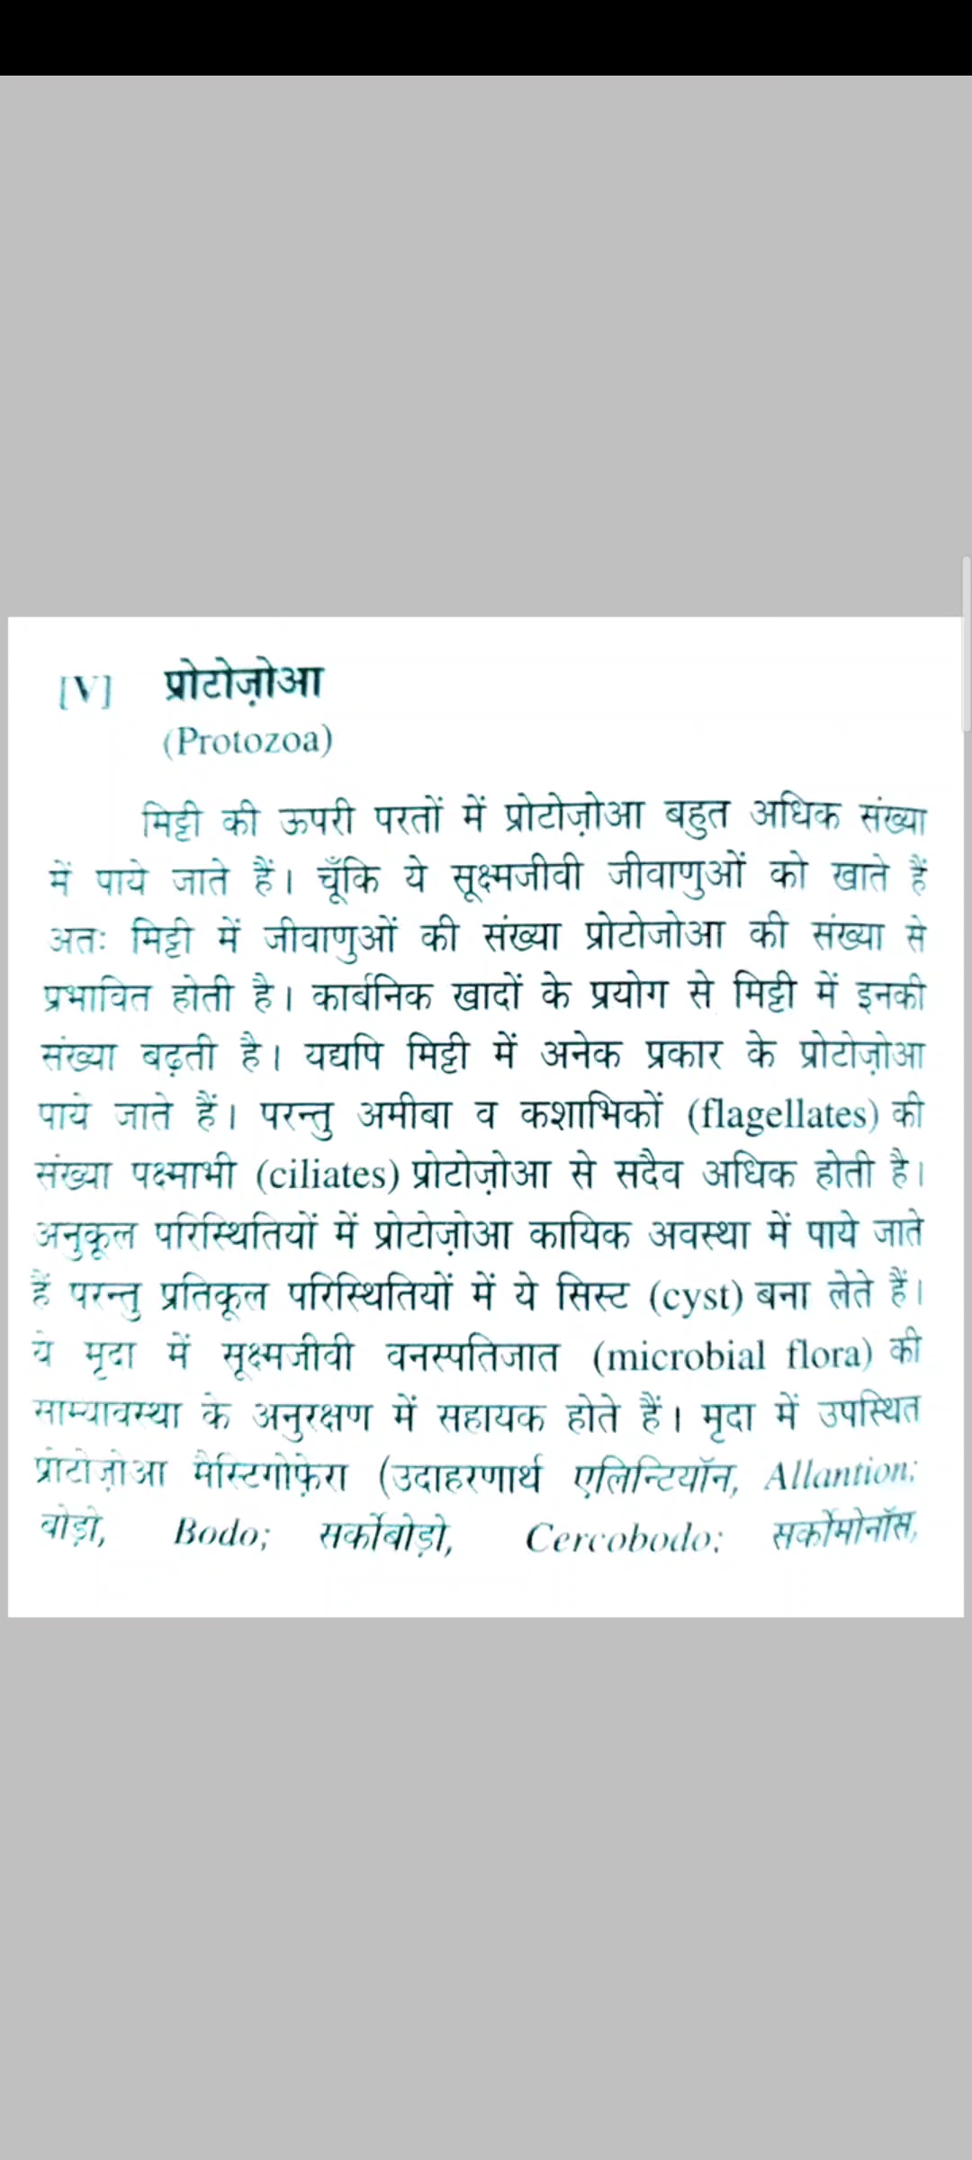 [V] प्रोटोज़ोआ
(Protozoa)
मिट्टी की ऊपरी परतों में प्रोटोज़ोआ बहुत अधिक संख्या
में पाये जाते हैं। चूँकि ये सूक्ष्मजीवी जीवाणुओं को खाते हैं
अतः मिट्टी में जीवाणुओं की संख्या प्रोटोजोआ की संख्या से
प्रभावित होती है। कार्बनिक खादों के प्रयोग से मिट्टी में इनकी
संख्या बढ़ती है। यद्यपि मिट्टी में अनेक प्रकार के प्रोटोज़ोआ
पाये जाते हैं। परन्तु अमीबा व कशाभिकों (flagellates) की
संख्या पक्ष्माभी (ciliates) प्रोटोज़ोआ से सदैव अधिक होती है।
अनुकूल परिस्थितियों में प्रोटोज़ोआ कायिक अवस्था में पाये जाते
हैं परन्तु प्रतिकूल परिस्थितियों में ये सिस्ट (cyst) बना लेते हैं।
ये मृदा में सूक्ष्मजीवी वनस्पतिजात (microbial flora) की
साम्यावस्था के अनुरक्षण में सहायक होते हैं। मृदा में उपस्थित
प्रोटोज़ोआ मैस्टिगोफ़ेरा (उदाहरणार्थ एलिन्टियॉन, Allantion;
बोड़ो, Bodo; सर्कोबोड़ो, Cercobodo; सर्कोमोनॉस,